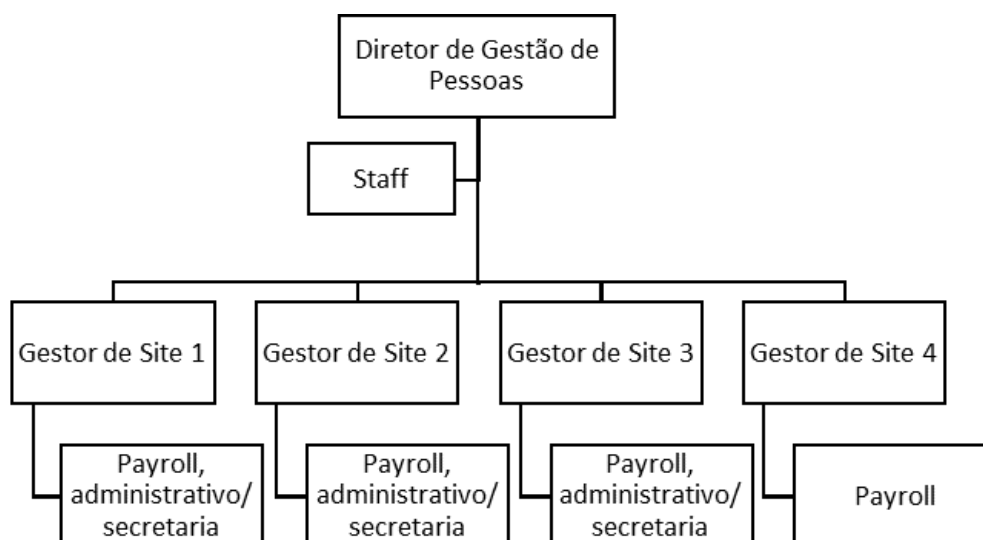 Diretor de Gestão de
Pessoas
Staff
Gestor de Site 1
Gestor de Site 2
Gestor de Site 3
Gestor de Site 4
Payroll,
administrativo/
secretaria
Payroll,
administrativo/
secretaria
Payroll,
administrativo/
secretaria
Payroll